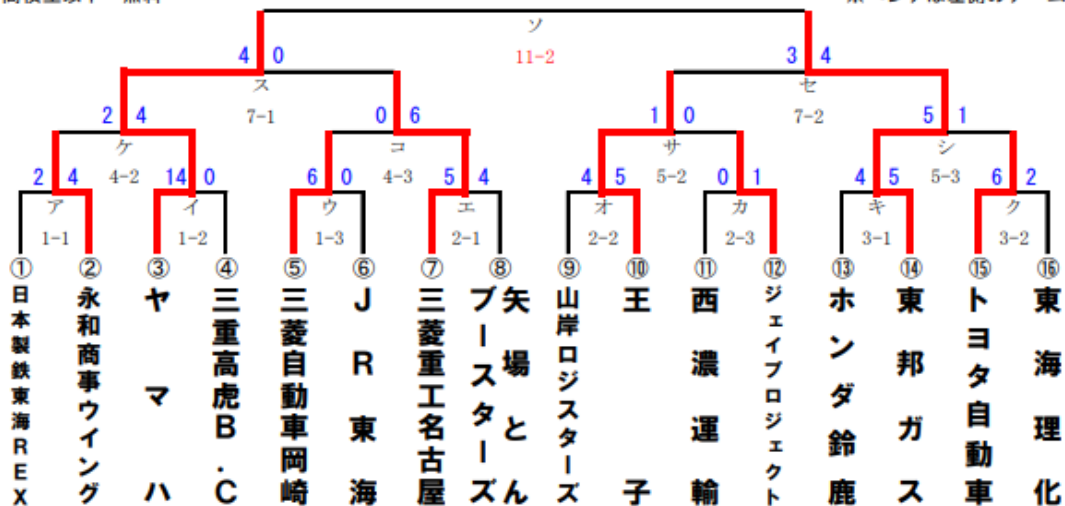 ソ
11-2
4 0
3 4
ス
セ
7-1
7-2
2 4
0 6
1 0
5 1
ケ
コ
サ
シ
4-2
4-3
5-2
5-3
2 4
14 0
6 0
5 4
4 5
0 1
4 5
6 2
ア
イ
ウ
エ
オ
カ
キ
ク
1-1
1-2
1-3
2-1
2-2
2-3
3-1
3-2
①
②
③
④
⑤
⑥
⑦
⑧
⑨
⑩
⑪
⑫
⑬
⑭
⑮
⑯
日本製鉄東海REX
永和商事ウイング
ヤマハ
三重高虎B.C
三菱自動車岡崎
JR東海
三菱重工名古屋
矢場とん
ブースターズ
山岸ロジスターズ
王子
西濃運輸
ジェイプロジェクト
ホンダ鈴鹿
東邦ガス
トヨタ自動車
東海理化